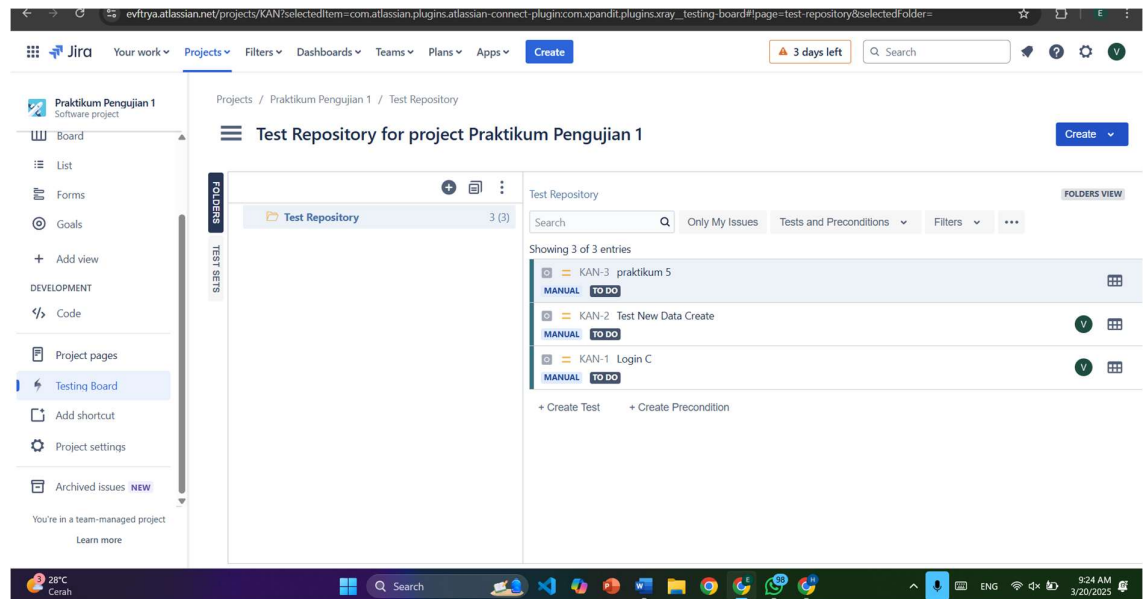 evftrya.atlassian.net/projects/KAN?selectedItem=com.atlassian.plugins.atlassian-connect-plugin:com.xpandit.plugins.xray__testing-board#!page=test-repository&selectedFolder=
E
Jira Your work Projects Filters Dashboards Teams Plans Apps Create 3 days left Search V
Praktikum Pengujian 1
Software project
Board
List
Forms
Goals
Add view
DEVELOPMENT
Code
Project pages
Testing Board
Add shortcut
Project settings
Archived issues NEW
You're in a team-managed project
Learn more
Projects / Praktikum Pengujian 1 / Test Repository
Test Repository for project Praktikum Pengujian 1
Create
FOLDERS
TEST SETS
Test Repository 3 (3)
Test Repository FOLDERS VIEW
Search Only My Issues Tests and Preconditions Filters
Showing 3 of 3 entries
KAN-3 praktikum 5
MANUAL TO DO
KAN-2 Test New Data Create
MANUAL TO DO
V
KAN-1 Login C
MANUAL TO DO
V
+ Create Test + Create Precondition
3
28°C
Cerah
Search
98
ENG
9:24 AM
3/20/2025